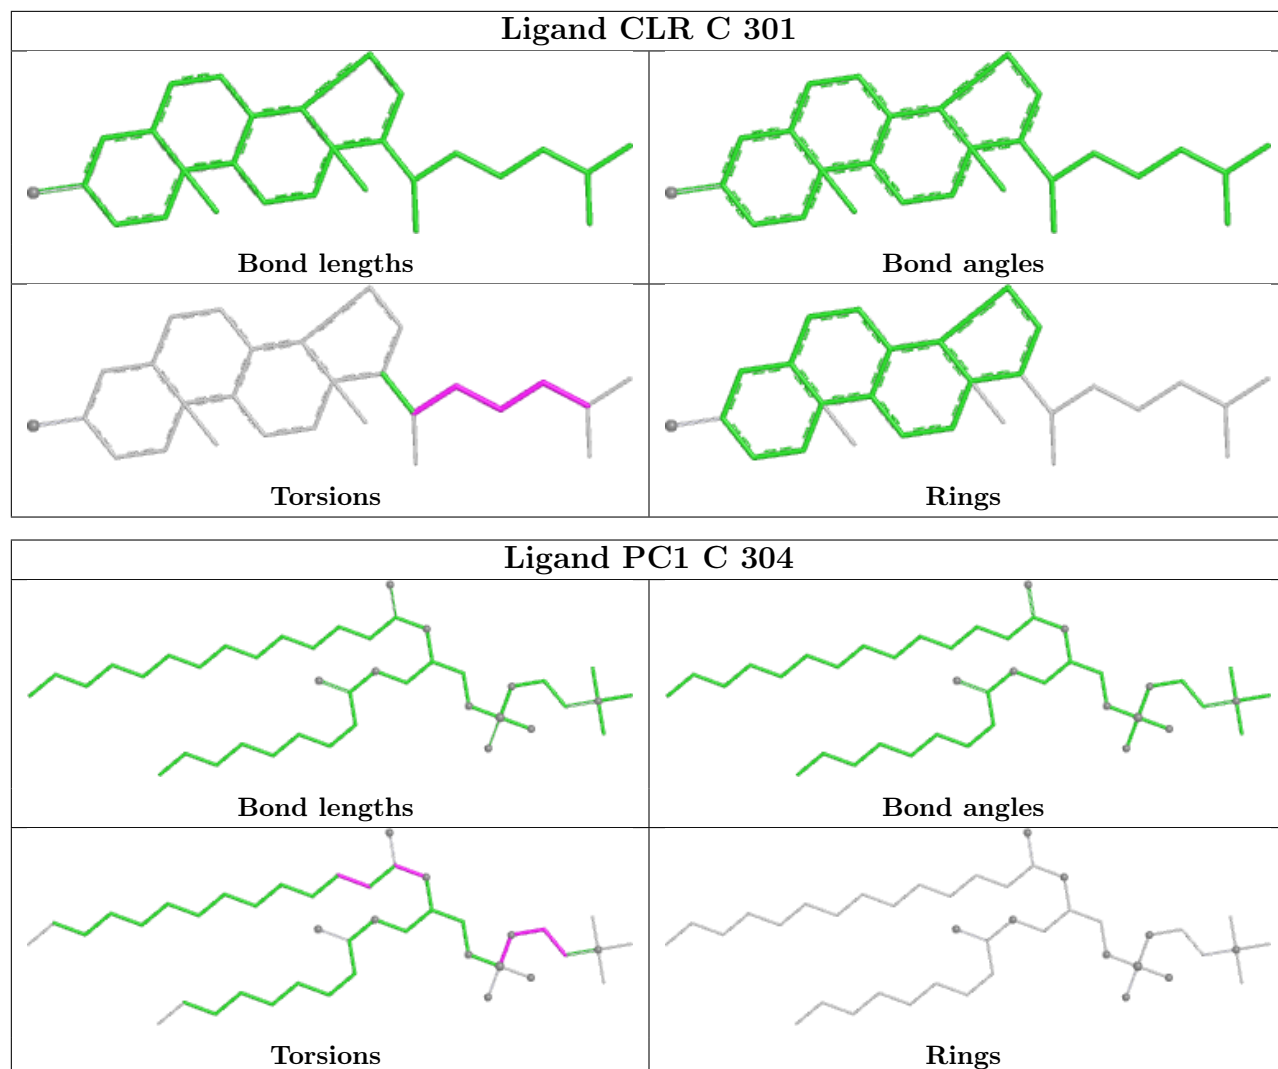 Ligand CLR C 301
Bond lengths
Bond angles
Torsions
Rings
Ligand PC1 C 304
Bond lengths
Bond angles
Torsions
Rings